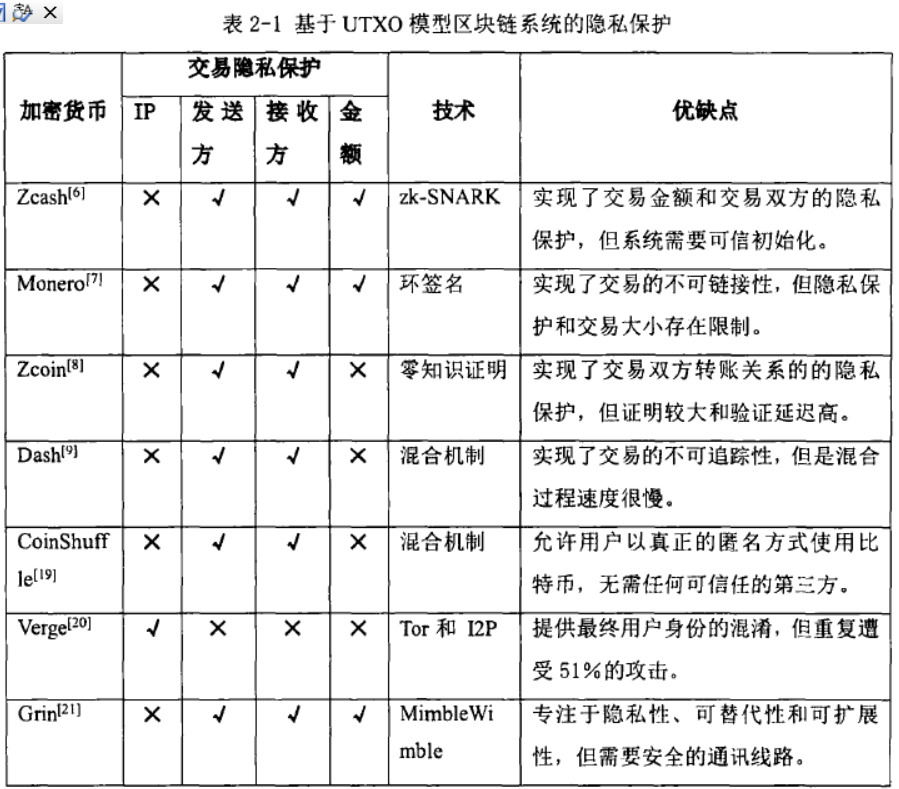 表 2-1 基于 UTXO 模型区块链系统的隐私保护
加密货币
交易隐私保护
技术
优缺点
IP
发送
方
接收
方
金
额
Zcash[6] × √ √ √ zk-SNARK 实现了交易金额和交易双方的隐私
保护，但系统需要可信初始化。
Monero[7] × √ √ √ 环签名 实现了交易的不可链接性，但隐私保
护和交易大小存在限制。
Zcoin[8] × √ √ × 零知识证明 实现了交易双方转账关系的的隐私
保护，但证明较大和验证延迟高。
Dash[9] × √ √ × 混合机制 实现了交易的不可追踪性，但是混合
过程速度很慢。
CoinShuff × √ √ × 混合机制 允许用户以真正的匿名方式使用比
le[19] 特币，无需任何可信任的第三方。
Verge[20] √ × × × Tor 和 I2P 提供最终用户身份的混淆，但重复遭
受 51%的攻击。
Grin[21] × √ √ √ MimbleWi 专注于隐私性、可替代性和可扩展
mble 性，但需要安全的通讯线路。